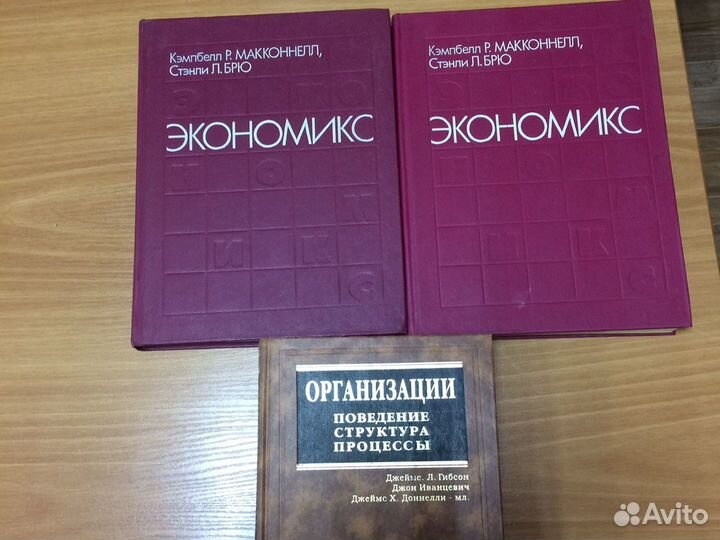 Кэмпбелл Р. МАККОННЕЛЛ,
Стэнли Л. БРЮ
ЭКОНОМИКС
Кэмпбелл Р. МАККОННЕЛЛ,
Стэнли Л. БРЮ
ЭКОНОМИКС
ОРГАНИЗАЦИИ
ПОВЕДЕНИЕ
СТРУКТУРА
ПРОЦЕССЫ
Джеймс. Л. Гибсон
Джон Иванцевич
Джеймс Х. Доннелли - мл.
Avito